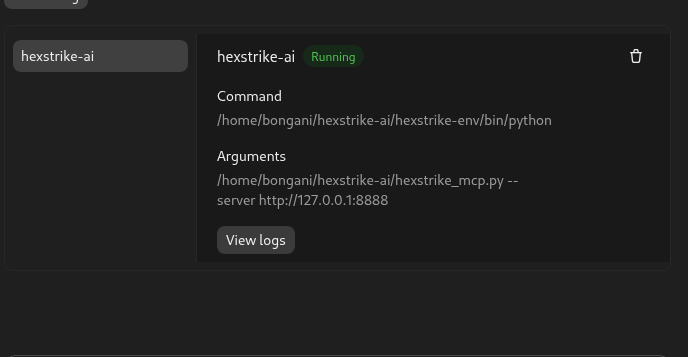 hexstrike-ai
hexstrike-ai Running
Command
/home/bongani/hexstrike-ai/hexstrike-env/bin/python
Arguments
/home/bongani/hexstrike-ai/hexstrike_mcp.py --
server http://127.0.0.1:8888
View logs